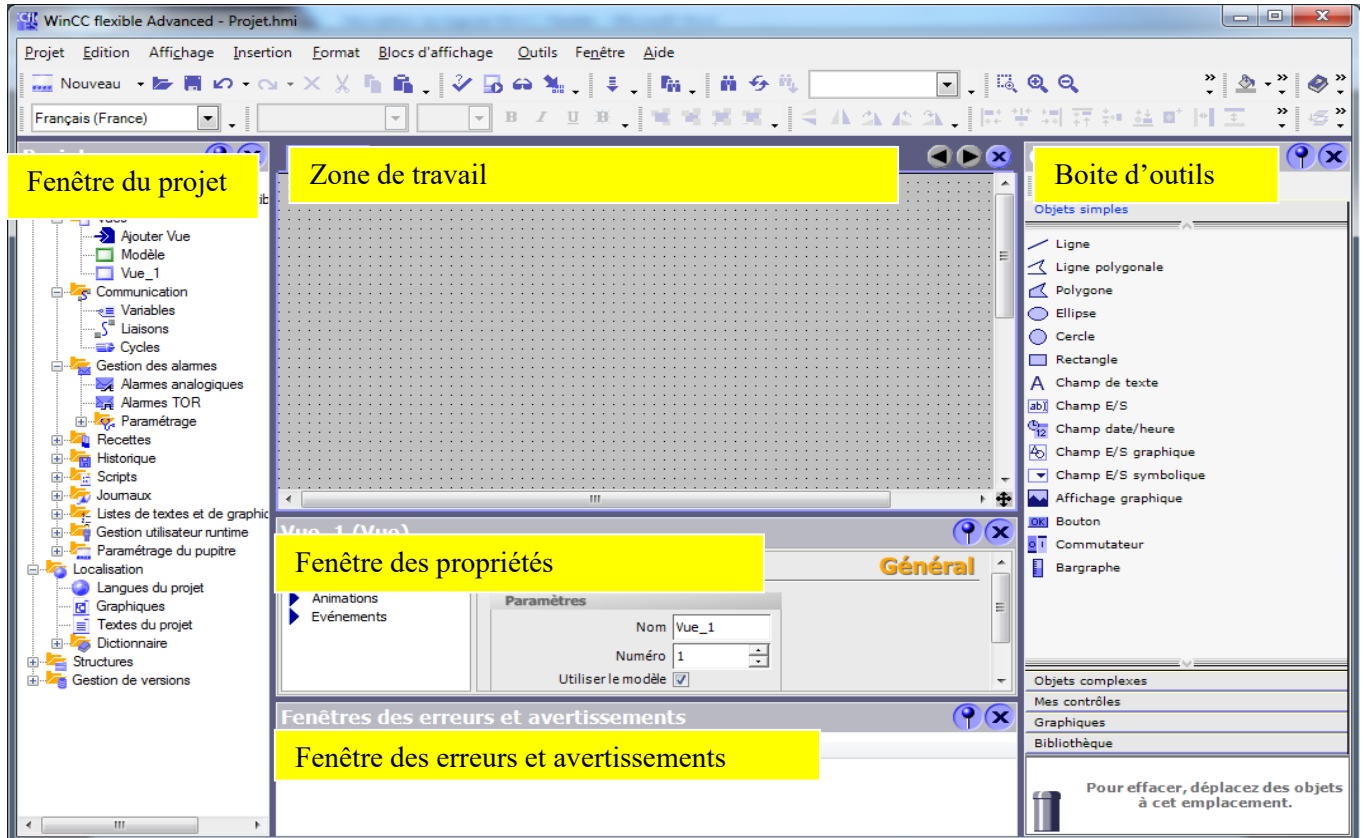 WinCC flexible Advanced - Projet.hmi
Projet Edition Affichage Insertion Format Blocs d'affichage Outils Fenêtre Aide
Nouveau
Français (France)
Fenêtre du projet
Zone de travail
Boite d’outils
Vues
Ajouter Vue
Modèle
Vue_1
Communication
Variables
Liaisons
Cycles
Gestion des alarmes
Alarmes analogiques
Alarmes TOR
Paramétrage
Recettes
Historique
Scripts
Journaux
Listes de textes et de graphic
Gestion utilisateur runtime
Paramétrage du pupitre
Localisation
Langues du projet
Graphiques
Textes du projet
Dictionnaire
Structures
Gestion de versions
Vue_1 (Vue)
Fenêtre des propriétés
Général
Animations
Evénements
Paramètres
Nom Vue_1
Numéro 1
Utiliser le modèle
Fenêtres des erreurs et avertissements
Fenêtre des erreurs et avertissements
Objets simples
Ligne
Ligne polygonale
Polygone
Ellipse
Cercle
Rectangle
A Champ de texte
ab Champ E/S
12 Champ date/heure
Champ E/S graphique
Champ E/S symbolique
Affichage graphique
OK Bouton
Commutateur
Bargraphe
Objets complexes
Mes contrôles
Graphiques
Bibliothèque
Pour effacer, déplacez des objets
à cet emplacement.